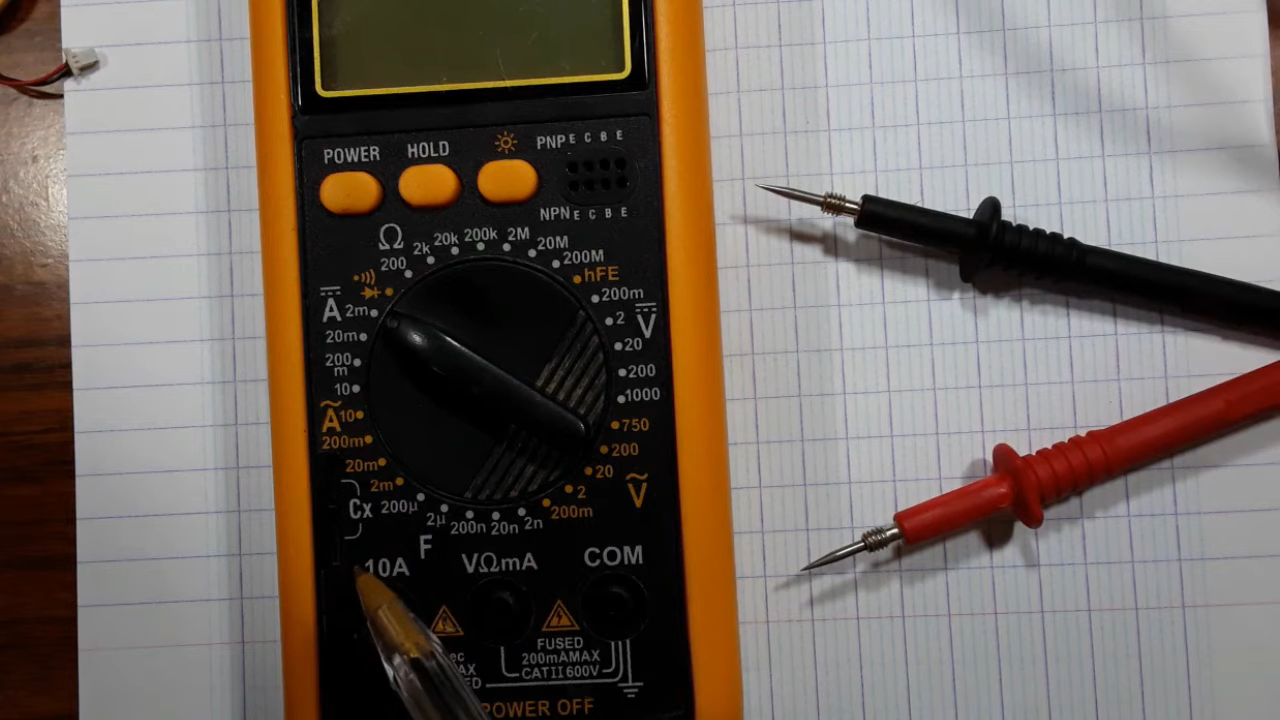 POWER HOLD PNP E C B E
NPN E C B E
Ω 200 2k 20k 200k 2M 20M 200M
hFE
A 2m 20m 200m 10
A 10 200m 20m 2m
V 200m 2 20 200 1000
V 750 200 20 2 200m
Cx 200µ 2µ 200n 20n 2n
F
10A VΩmA COM
FUSED
200mAMAX
CAT II 600V
POWER OFF